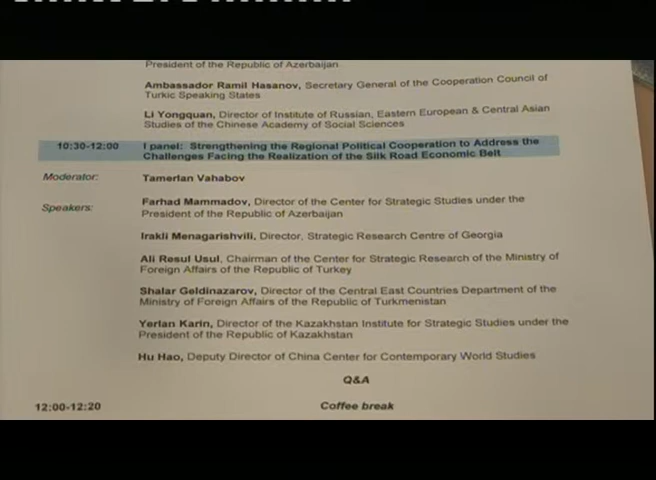 President of the Republic of Azerbaijan
Ambassador Ramil Hasanov, Secretary General of the Cooperation Council of
Turkic Speaking States
Li Yongquan, Director of Institute of Russian, Eastern European & Central Asian
Studies of the Chinese Academy of Social Sciences
10:30-12:00 I panel: Strengthening the Regional Political Cooperation to Address the
Challenges Facing the Realization of the Silk Road Economic Belt
Moderator: Tamerlan Vahabov
Speakers: Farhad Mammadov, Director of the Center for Strategic Studies under the
President of the Republic of Azerbaijan
Irakli Menagarishvili, Director, Strategic Research Centre of Georgia
Ali Resul Usul, Chairman of the Center for Strategic Research of the Ministry of
Foreign Affairs of the Republic of Turkey
Shalar Geldinazarov, Director of the Central East Countries Department of the
Ministry of Foreign Affairs of the Republic of Turkmenistan
Yerlan Karin, Director of the Kazakhstan Institute for Strategic Studies under the
President of the Republic of Kazakhstan
Hu Hao, Deputy Director of China Center for Contemporary World Studies
Q&A
12:00-12:20 Coffee break